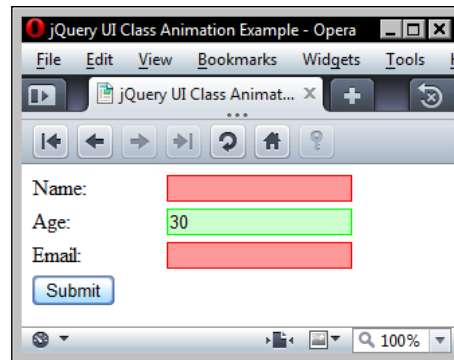 jQuery UI Class Animation Example - Opera
File Edit View Bookmarks Widgets Tools
jQuery UI Class Animat...
Name:
Age: 30
Email:
Submit
100%